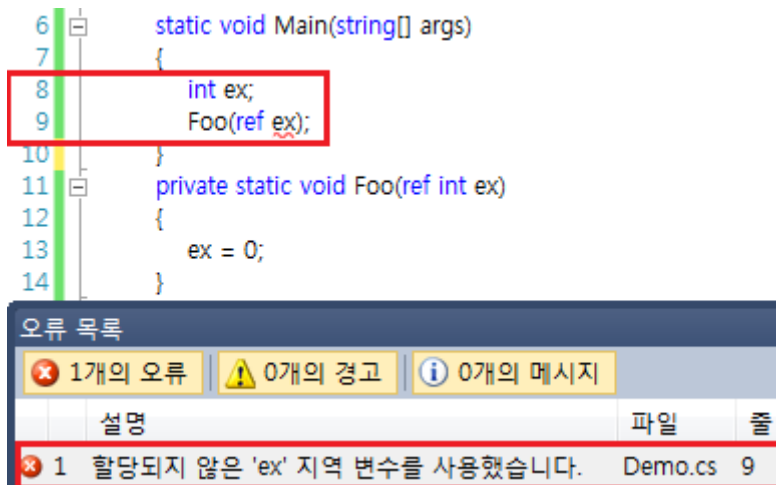 6 static void Main(string[] args)
7 {
8 int ex;
9 Foo(ref ex);
10 }
11 private static void Foo(ref int ex)
12 {
13 ex = 0;
14 }
오류 목록
1개의 오류 0개의 경고 0개의 메시지
설명 파일 줄
1 할당되지 않은 'ex' 지역 변수를 사용했습니다. Demo.cs 9